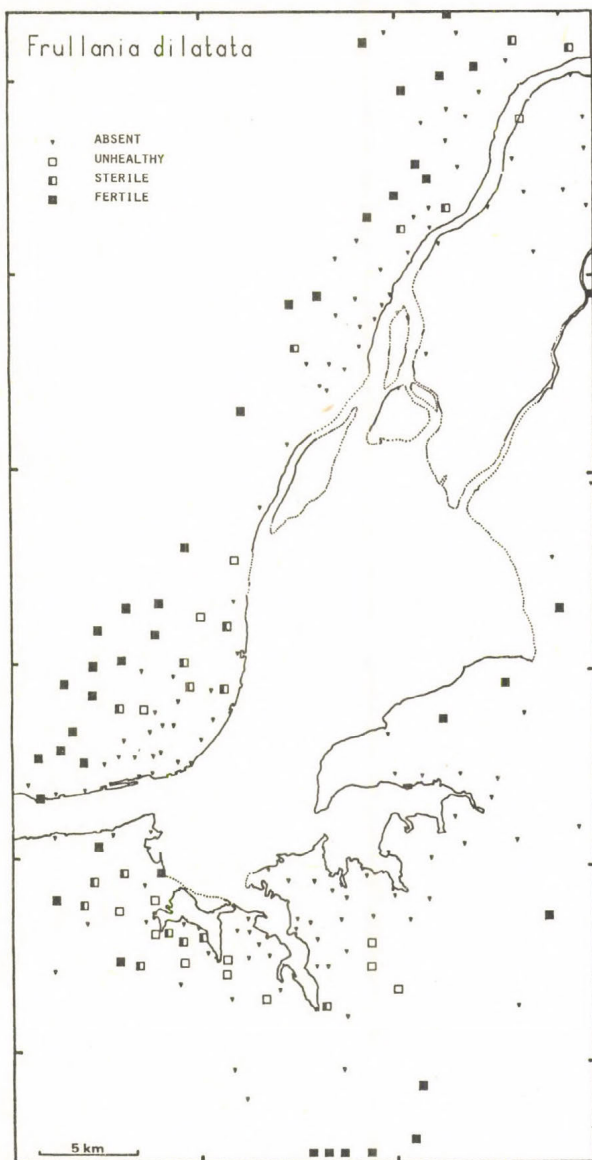 Frullania dilatata
ABSENT
UNHEALTHY
STERILE
FERTILE
5 km